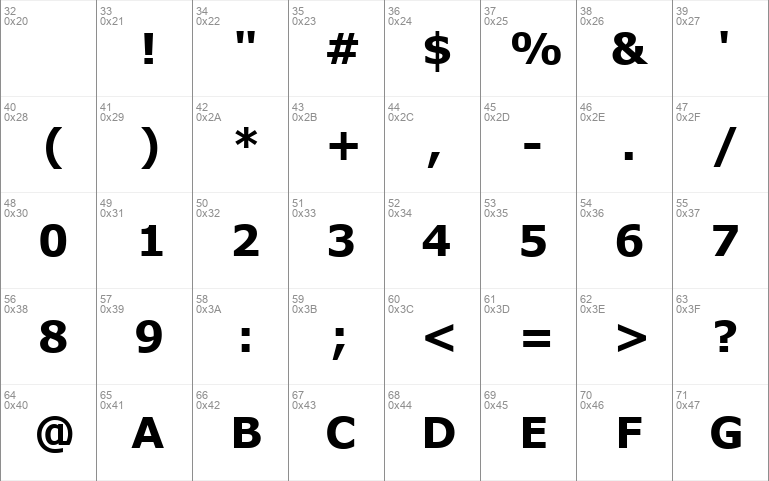 32 33 34 35 36 37 38 39
0x20 0x21 0x22 0x23 0x24 0x25 0x26 0x27
! " # $ % & '
40 41 42 43 44 45 46 47
0x28 0x29 0x2A 0x2B 0x2C 0x2D 0x2E 0x2F
( ) * + , - . /
48 49 50 51 52 53 54 55
0x30 0x31 0x32 0x33 0x34 0x35 0x36 0x37
0 1 2 3 4 5 6 7
56 57 58 59 60 61 62 63
0x38 0x39 0x3A 0x3B 0x3C 0x3D 0x3E 0x3F
8 9 : ; < = > ?
64 65 66 67 68 69 70 71
0x40 0x41 0x42 0x43 0x44 0x45 0x46 0x47
@ A B C D E F G